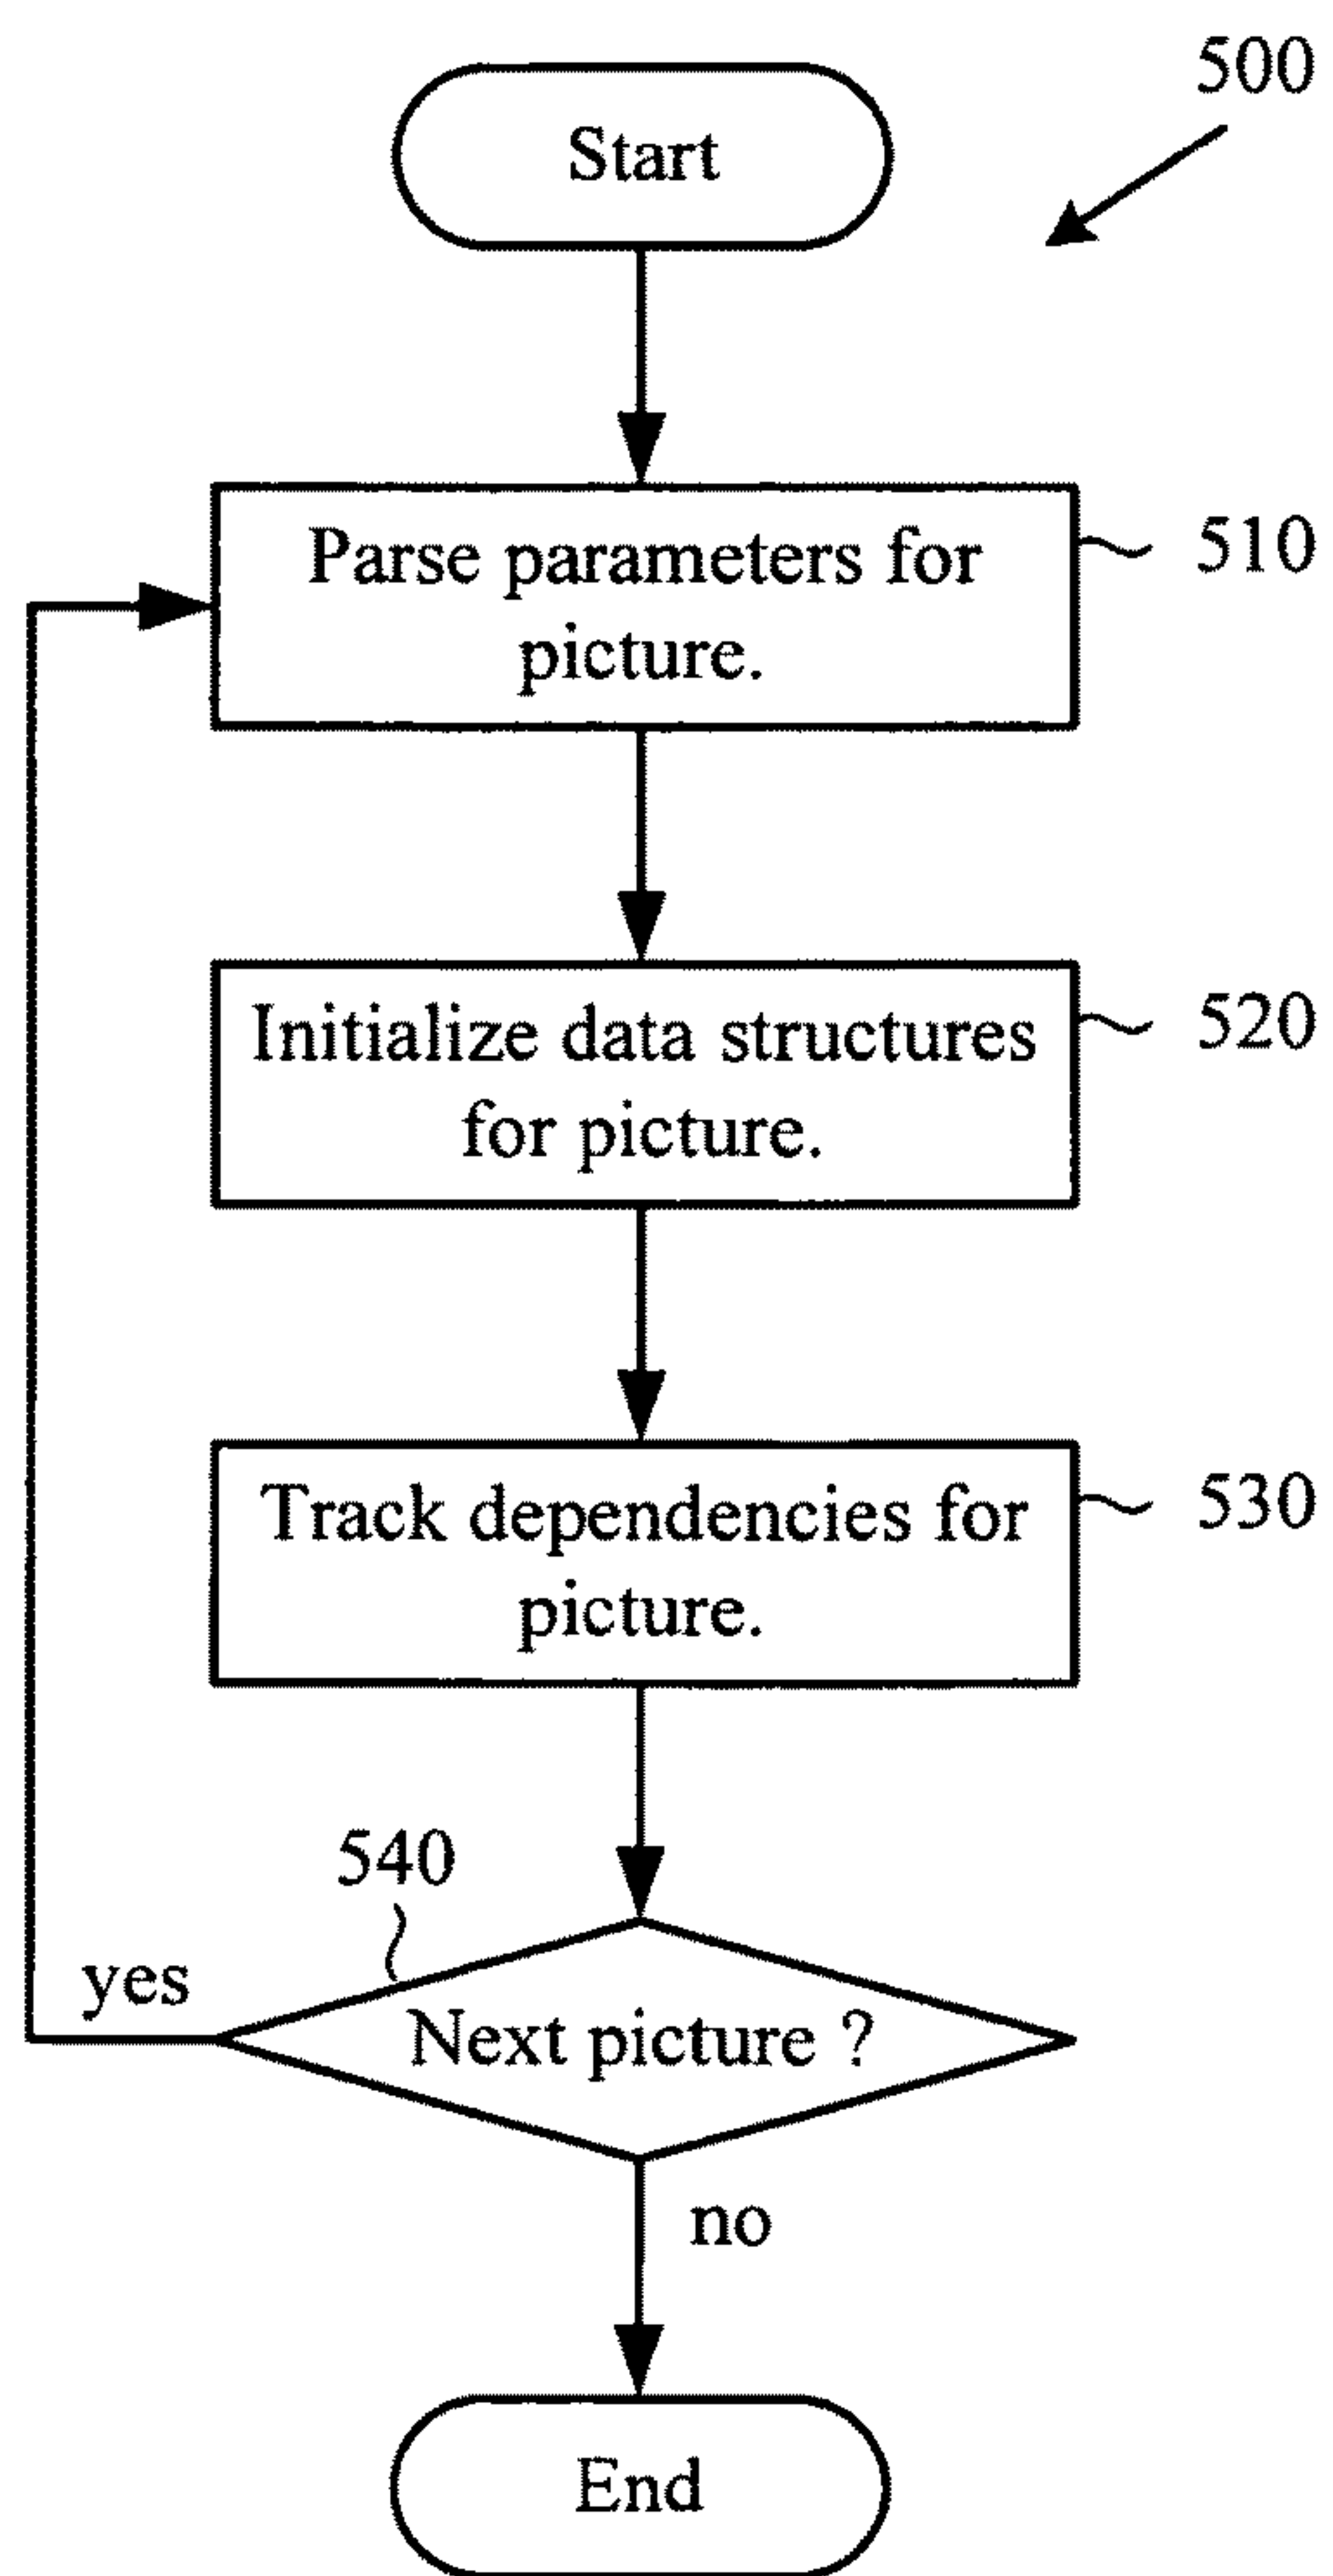 500
Start
Parse parameters for
picture.
510
Initialize data structures
for picture.
520
Track dependencies for
picture.
530
540
yes
Next picture ?
no
End